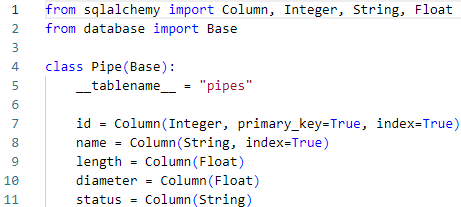 1 from sqlalchemy import Column, Integer, String, Float
2 from database import Base
3
4 class Pipe(Base):
5     __tablename__ = "pipes"
6
7     id = Column(Integer, primary_key=True, index=True)
8     name = Column(String, index=True)
9     length = Column(Float)
10     diameter = Column(Float)
11     status = Column(String)